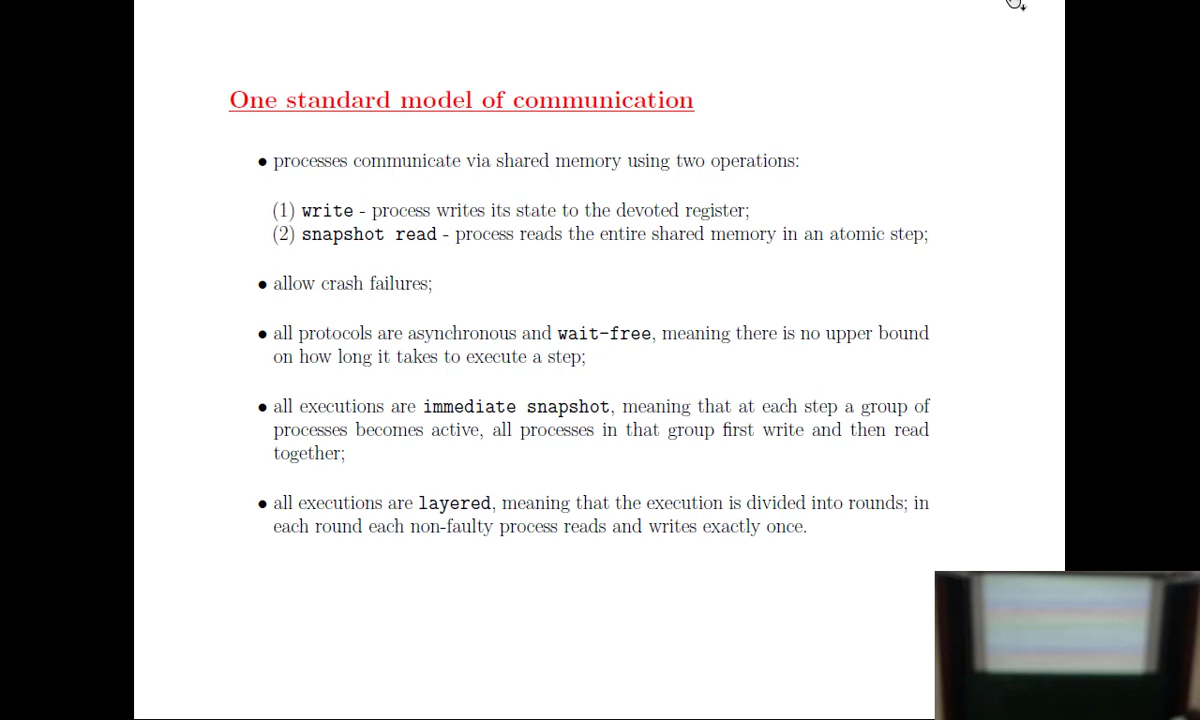 One standard model of communication
• processes communicate via shared memory using two operations:
(1) write - process writes its state to the devoted register;
(2) snapshot read - process reads the entire shared memory in an atomic step;
• allow crash failures;
• all protocols are asynchronous and wait-free, meaning there is no upper bound
on how long it takes to execute a step;
• all executions are immediate snapshot, meaning that at each step a group of
processes becomes active, all processes in that group first write and then read
together;
• all executions are layered, meaning that the execution is divided into rounds; in
each round each non-faulty process reads and writes exactly once.